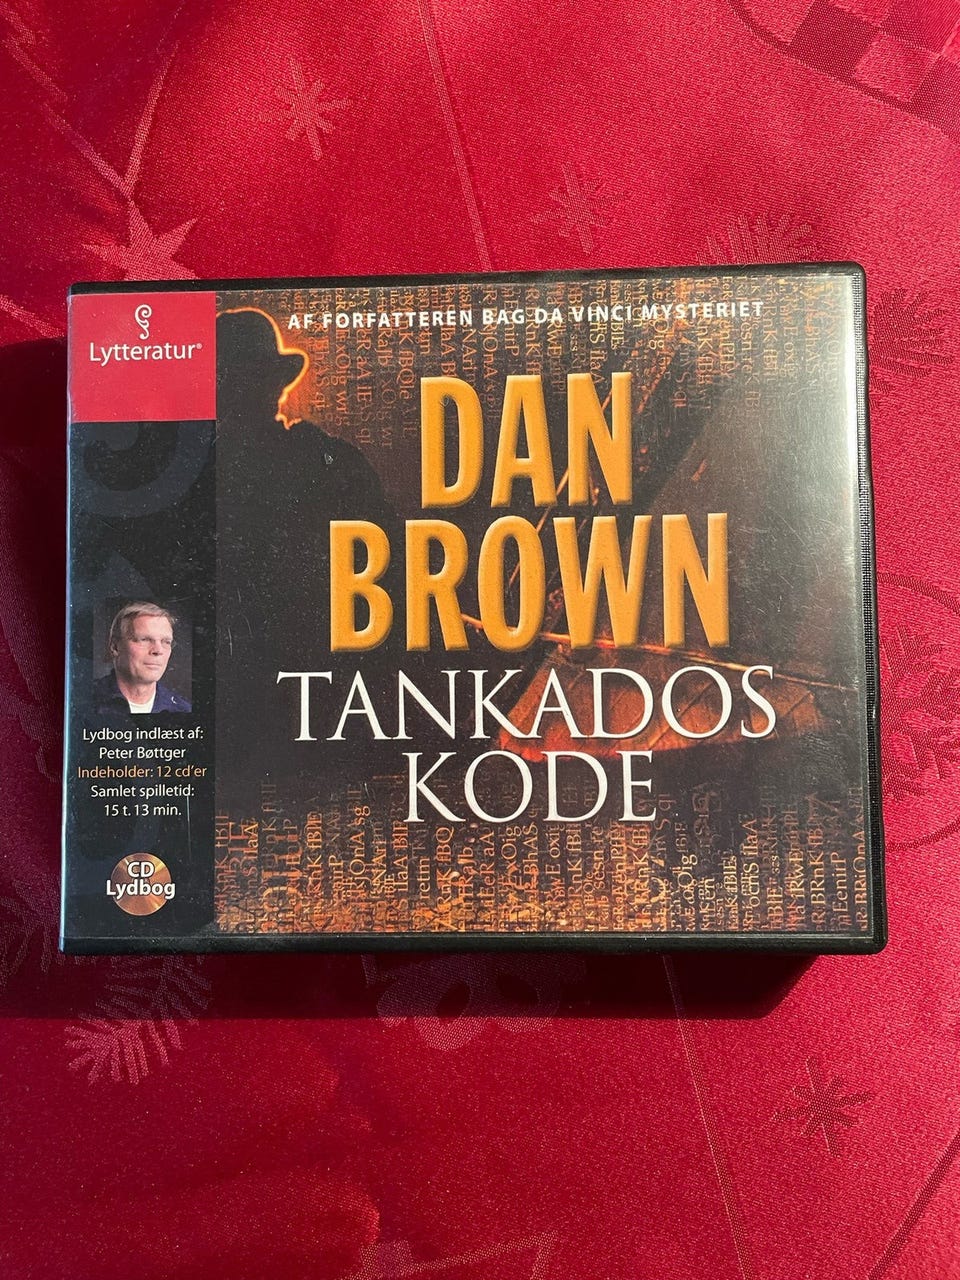 Lytteratur®
AF FORFATTEREN BAG DA VINCI MYSTERIET
DAN
BROWN
TANKADOS
KODE
Lydbog indlæst af:
Peter Bøttger
Indeholder: 12 cd'er
Samlet spilletid:
15 t. 13 min.
CD
Lydbog